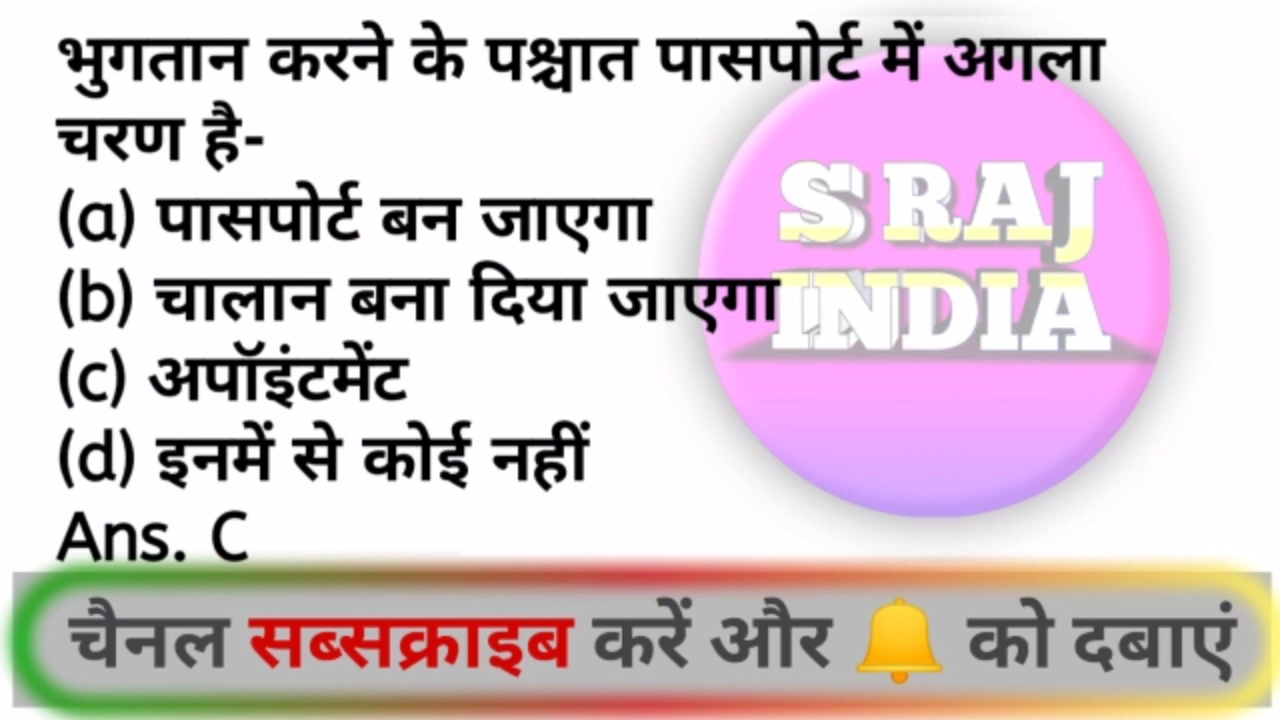 भुगतान करने के पश्चात पासपोर्ट में अगला
चरण है-
(a) पासपोर्ट बन जाएगा
(b) चालान बना दिया जाएगा
(c) अपॉइंटमेंट
(d) इनमें से कोई नहीं
Ans. C
S RAJ
INDIA
चैनल सब्सक्राइब करें और 🔔 को दबाएं